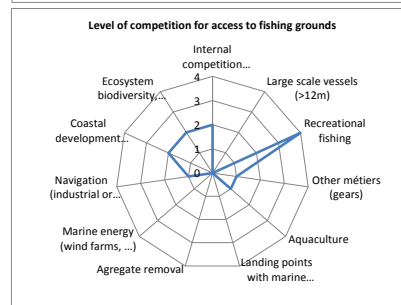 Level of competition for access to fishing grounds
Internal
competition...
Large scale vessels
(>12m)
Recreational
fishing
Other métiers
(gears)
Aquaculture
Landing points
with marine...
Agregate removal
Marine energy
(wind farms, ...)
Navigation
(industrial or...
Coastal
development...
Ecosystem
biodiversity,...
4
3
2
1
0